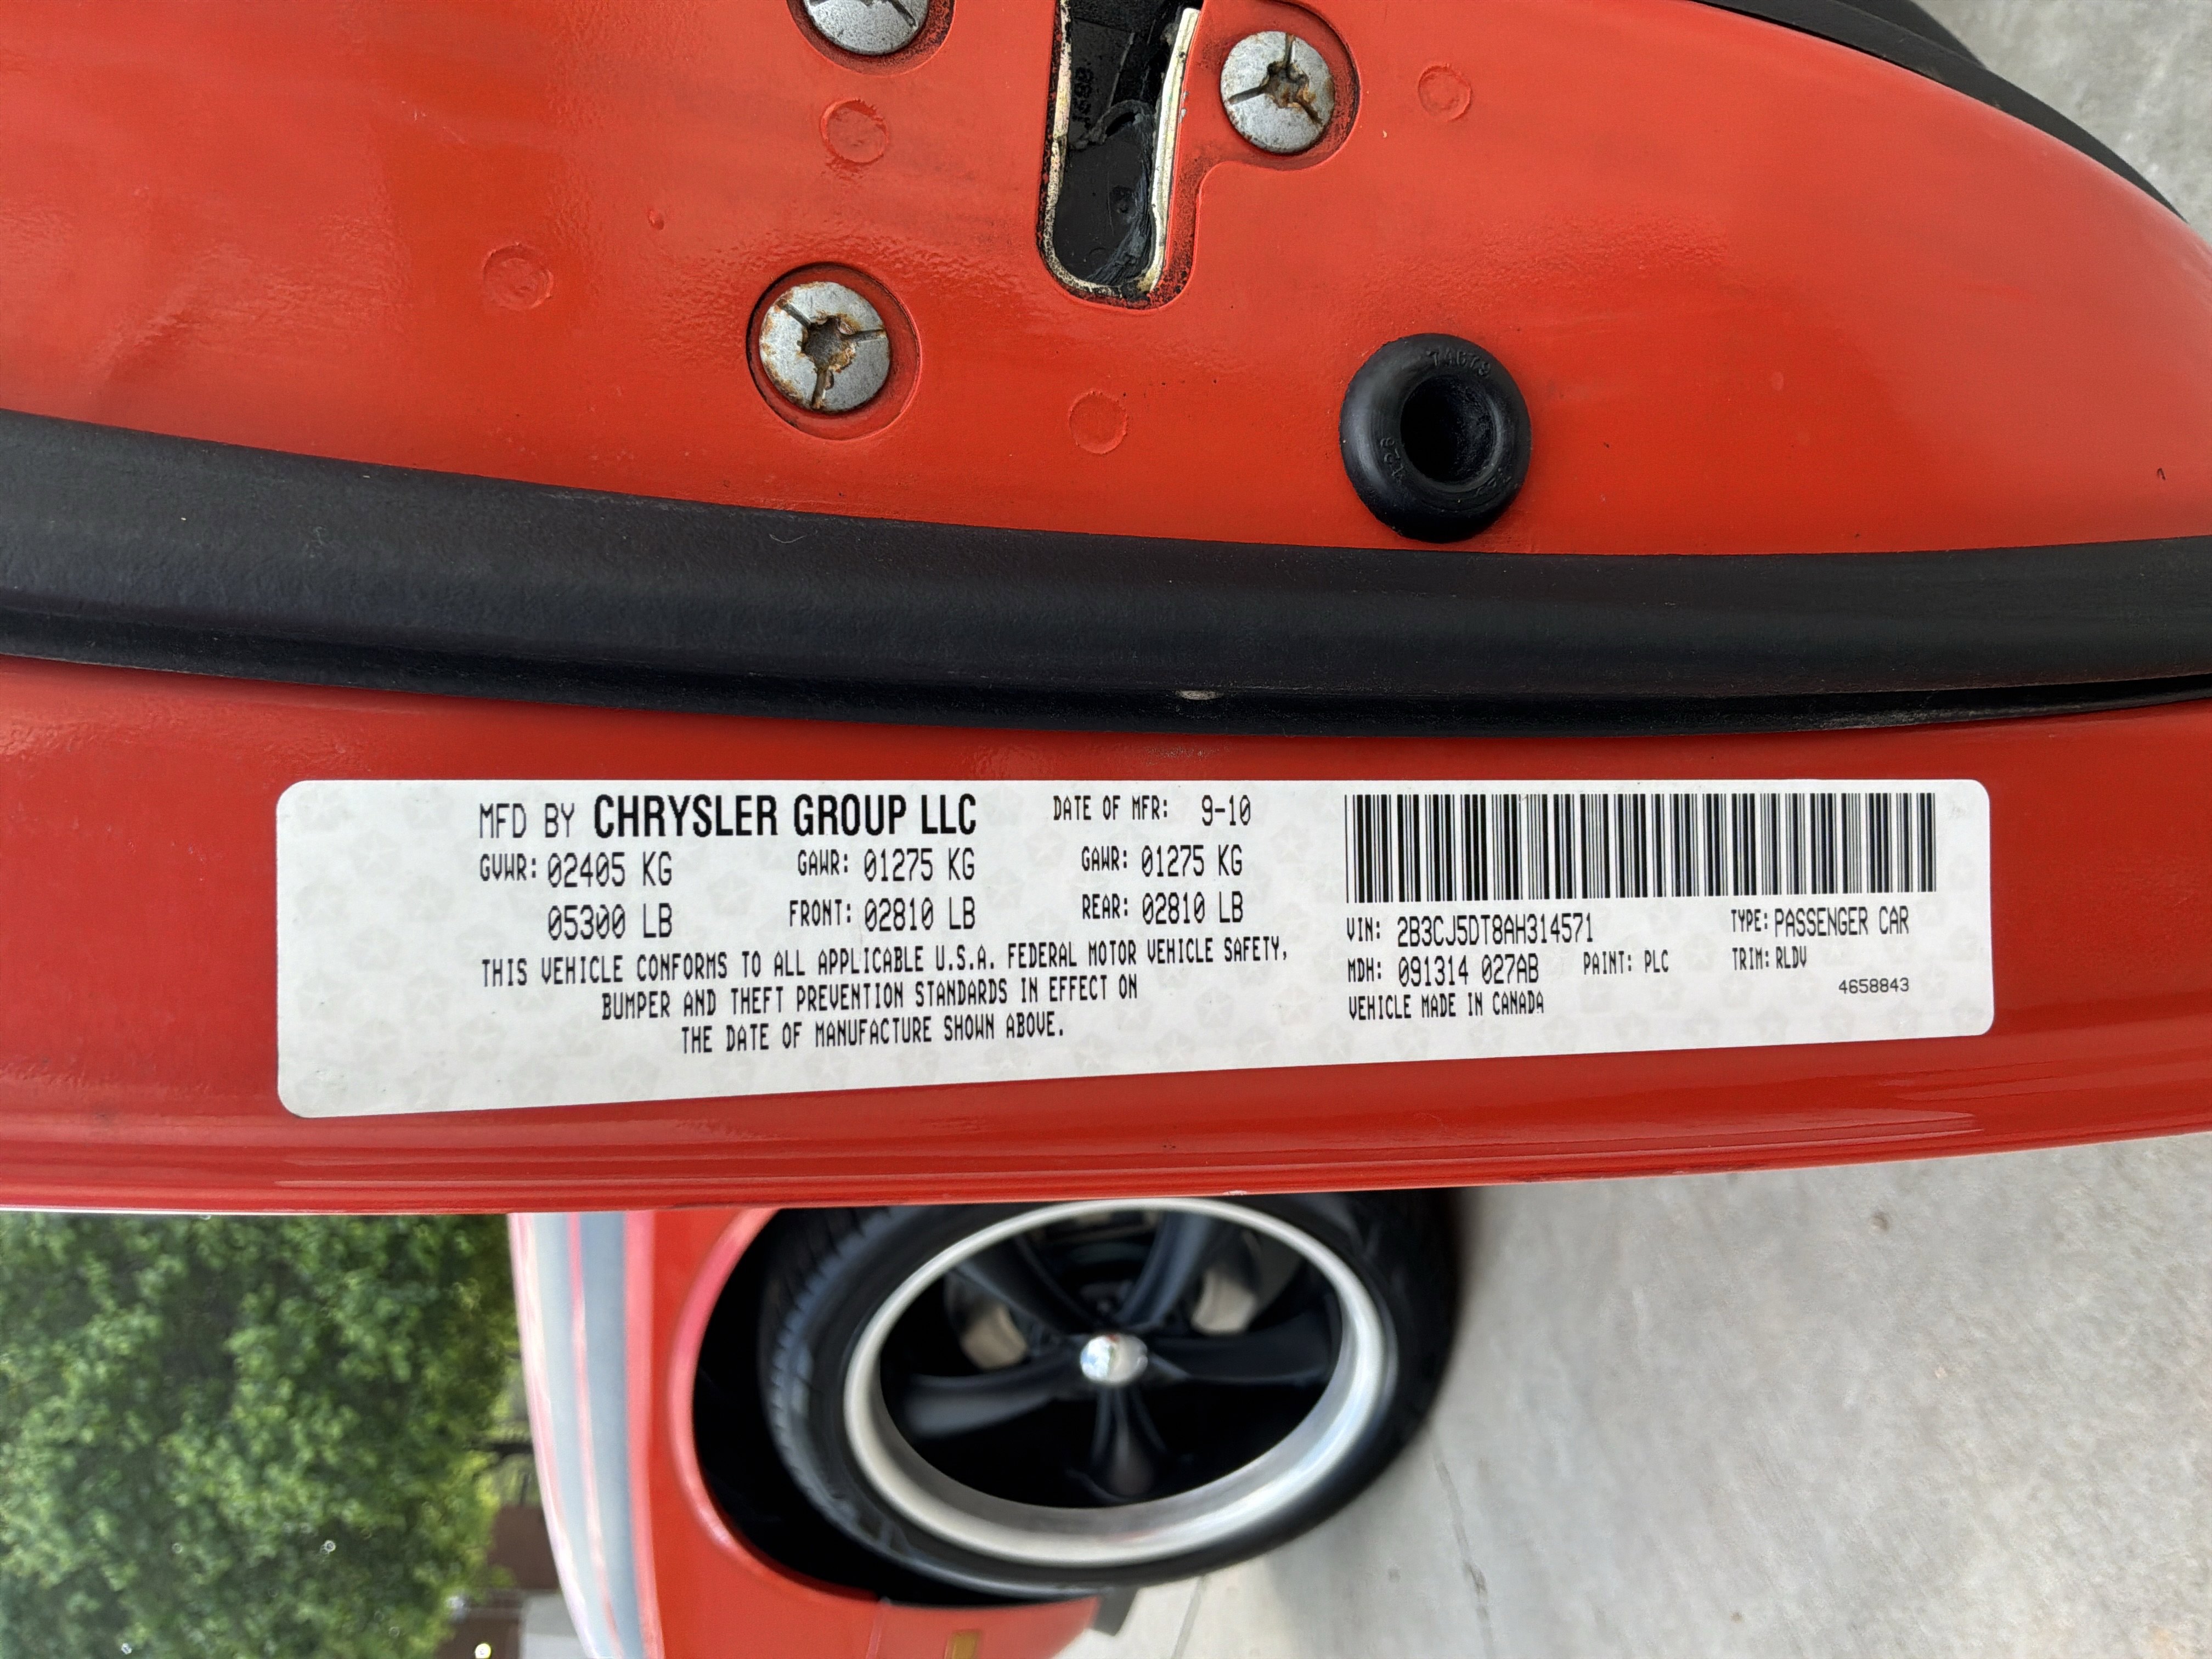 74679
128
MFD BY CHRYSLER GROUP LLC DATE OF MFR: 9-10
GVWR: 02405 KG GAWR: 01275 KG GAWR: 01275 KG
05300 LB FRONT: 02810 LB REAR: 02810 LB
THIS VEHICLE CONFORMS TO ALL APPLICABLE U.S.A. FEDERAL MOTOR VEHICLE SAFETY,
BUMPER AND THEFT PREVENTION STANDARDS IN EFFECT ON
THE DATE OF MANUFACTURE SHOWN ABOVE.
VIN: 2B3CJ5DT8AH314571 TYPE: PASSENGER CAR
MDH: 091314 027AB PAINT: PLC TRIM: RLDV
VEHICLE MADE IN CANADA 4658843